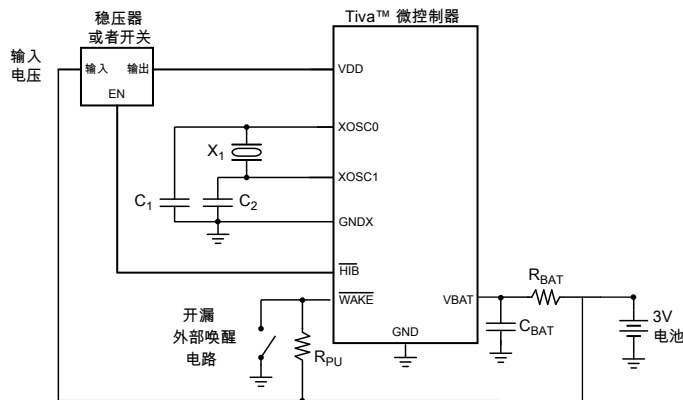 Tiva™ 微控制器
稳压器
或者开关
输入
电压
输入
输出
EN
VDD
XOSC0
X1
XOSC1
C1
C2
GNDX
HIB
WAKE
VBAT
RBAT
开漏
外部唤醒
电路
RPU
GND
CBAT
3V
电池